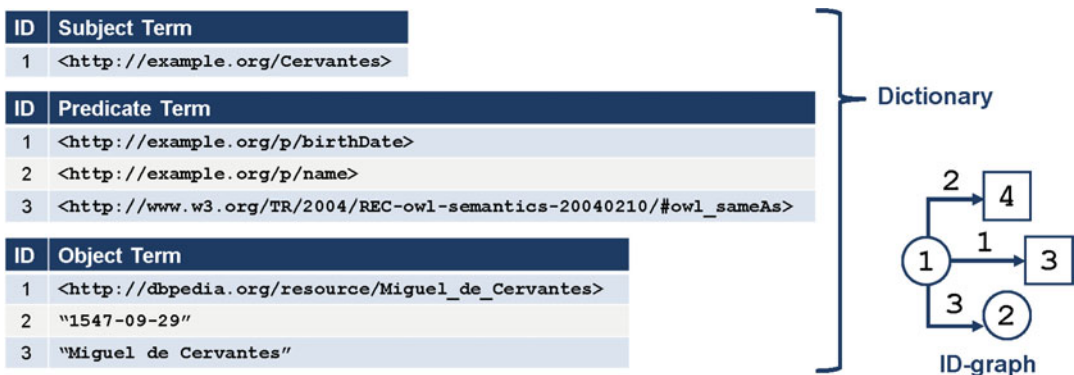 ID Subject Term
1 <http://example.org/Cervantes>
ID Predicate Term
1 <http://example.org/p/birthDate>
2 <http://example.org/p/name>
3 <http://www.w3.org/TR/2004/REC-owl-semantics-20040210/#owl_sameAs>
ID Object Term
1 <http://dbpedia.org/resource/Miguel_de_Cervantes>
2 “1547-09-29”
3 “Miguel de Cervantes”
Dictionary
2 4
1 1 3
3 2
ID-graph